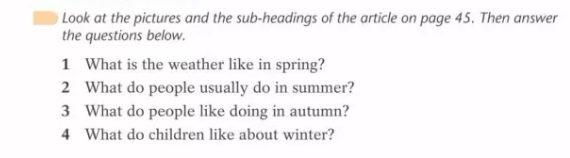 Look at the pictures and the sub-headings of the article on page 45. Then answer
the questions below.
1 What is the weather like in spring?
2 What do people usually do in summer?
3 What do people like doing in autumn?
4 What do children like about winter?